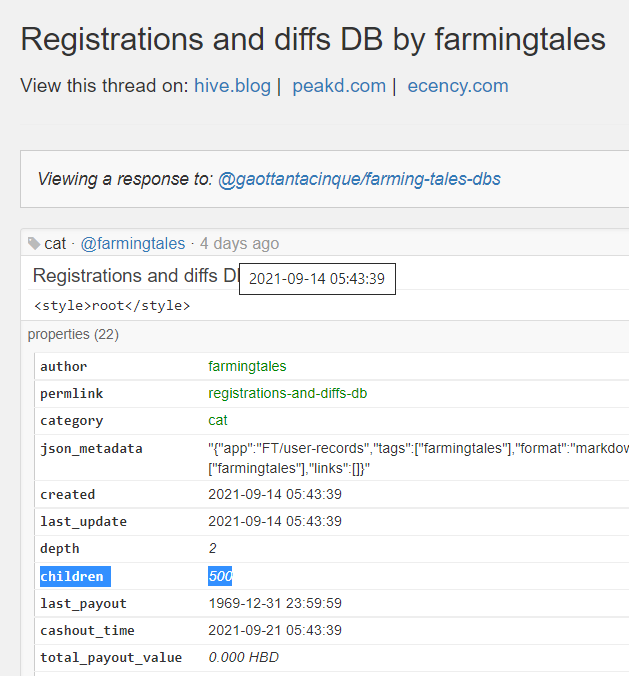 Registrations and diffs DB by farmingtales
View this thread on: hive.blog | peakd.com | ecency.com
Viewing a response to: @gaottantacinque/farming-tales-dbs
cat · @farmingtales · 4 days ago
Registrations and diffs D
2021-09-14 05:43:39
<style>root</style>
properties (22)
author farmingtales
permlink registrations-and-diffs-db
category cat
json_metadata "{"app":"FT/user-records","tags":["farmingtales"],"format":"markdow
["farmingtales"],"links":[]}"
created 2021-09-14 05:43:39
last_update 2021-09-14 05:43:39
depth 2
children 500
last_payout 1969-12-31 23:59:59
cashout_time 2021-09-21 05:43:39
total_payout_value 0.000 HBD